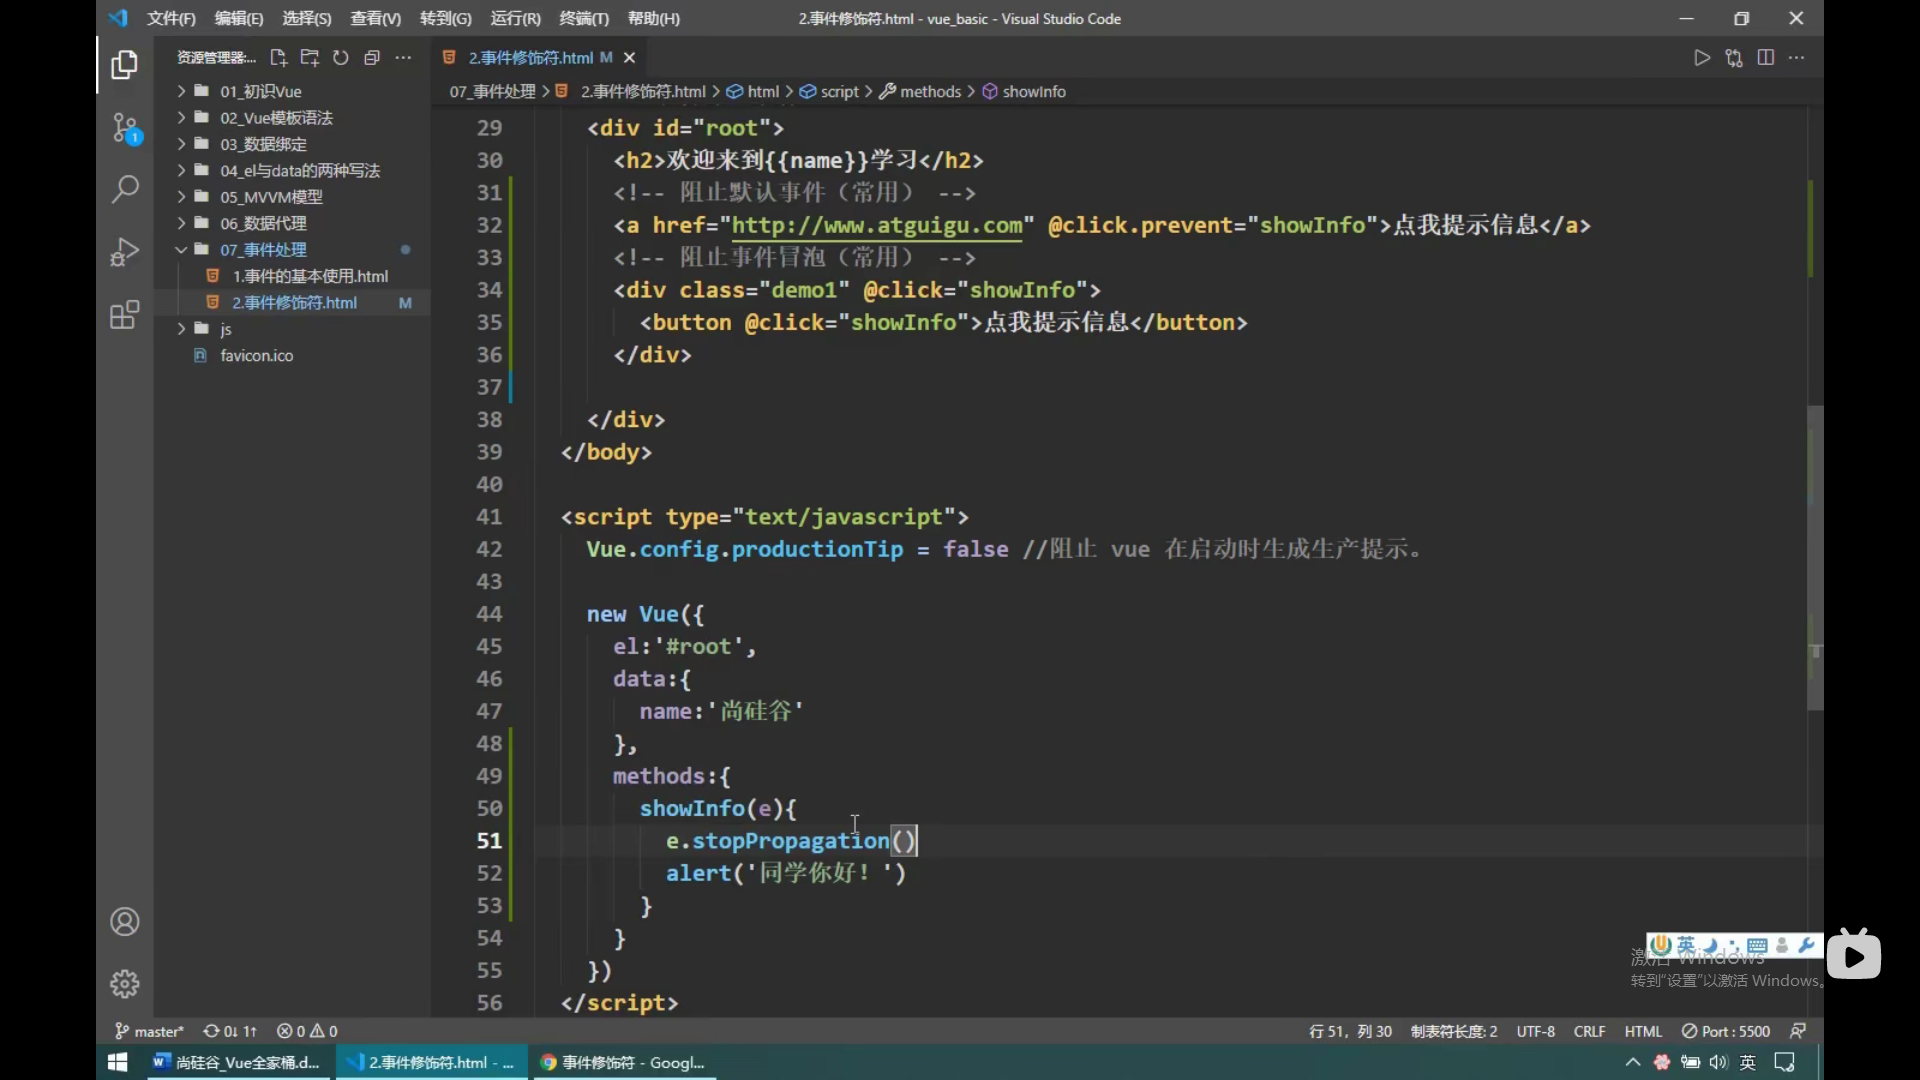 文件(F) 编辑(E) 选择(S) 查看(V) 转到(G) 运行(R) 终端(T) 帮助(H) 2.事件修饰符.html - vue_basic - Visual Studio Code
资源管理器:...
2.事件修饰符.html M
07_事件处理 > 2.事件修饰符.html > html > script > methods > showInfo
01_初识Vue
02_Vue模板语法
03_数据绑定
04_el与data的两种写法
05_MVVM模型
06_数据代理
07_事件处理
1.事件的基本使用.html
2.事件修饰符.html M
js
favicon.ico
1
29 <div id="root">
30 <h2>欢迎来到{{name}}学习</h2>
31 <!-- 阻止默认事件（常用） -->
32 <a href="http://www.atguigu.com" @click.prevent="showInfo">点我提示信息</a>
33 <!-- 阻止事件冒泡（常用） -->
34 <div class="demo1" @click="showInfo">
35 <button @click="showInfo">点我提示信息</button>
36 </div>
37
38 </div>
39 </body>
40
41 <script type="text/javascript">
42 Vue.config.productionTip = false //阻止 vue 在启动时生成生产提示。
43
44 new Vue({
45 el:'#root',
46 data:{
47 name:'尚硅谷'
48 },
49 methods:{
50 showInfo(e){
51 e.stopPropagation()
52 alert('同学你好！')
53 }
54 }
55 })
56 </script>
英
激活 Windows
转到"设置"以激活 Windows。
master* 0↓ 1↑ 0 0 行 51，列 30 制表符长度: 2 UTF-8 CRLF HTML Port : 5500
尚硅谷_Vue全家桶.d... 2.事件修饰符.html - ... 事件修饰符 - Googl... 英